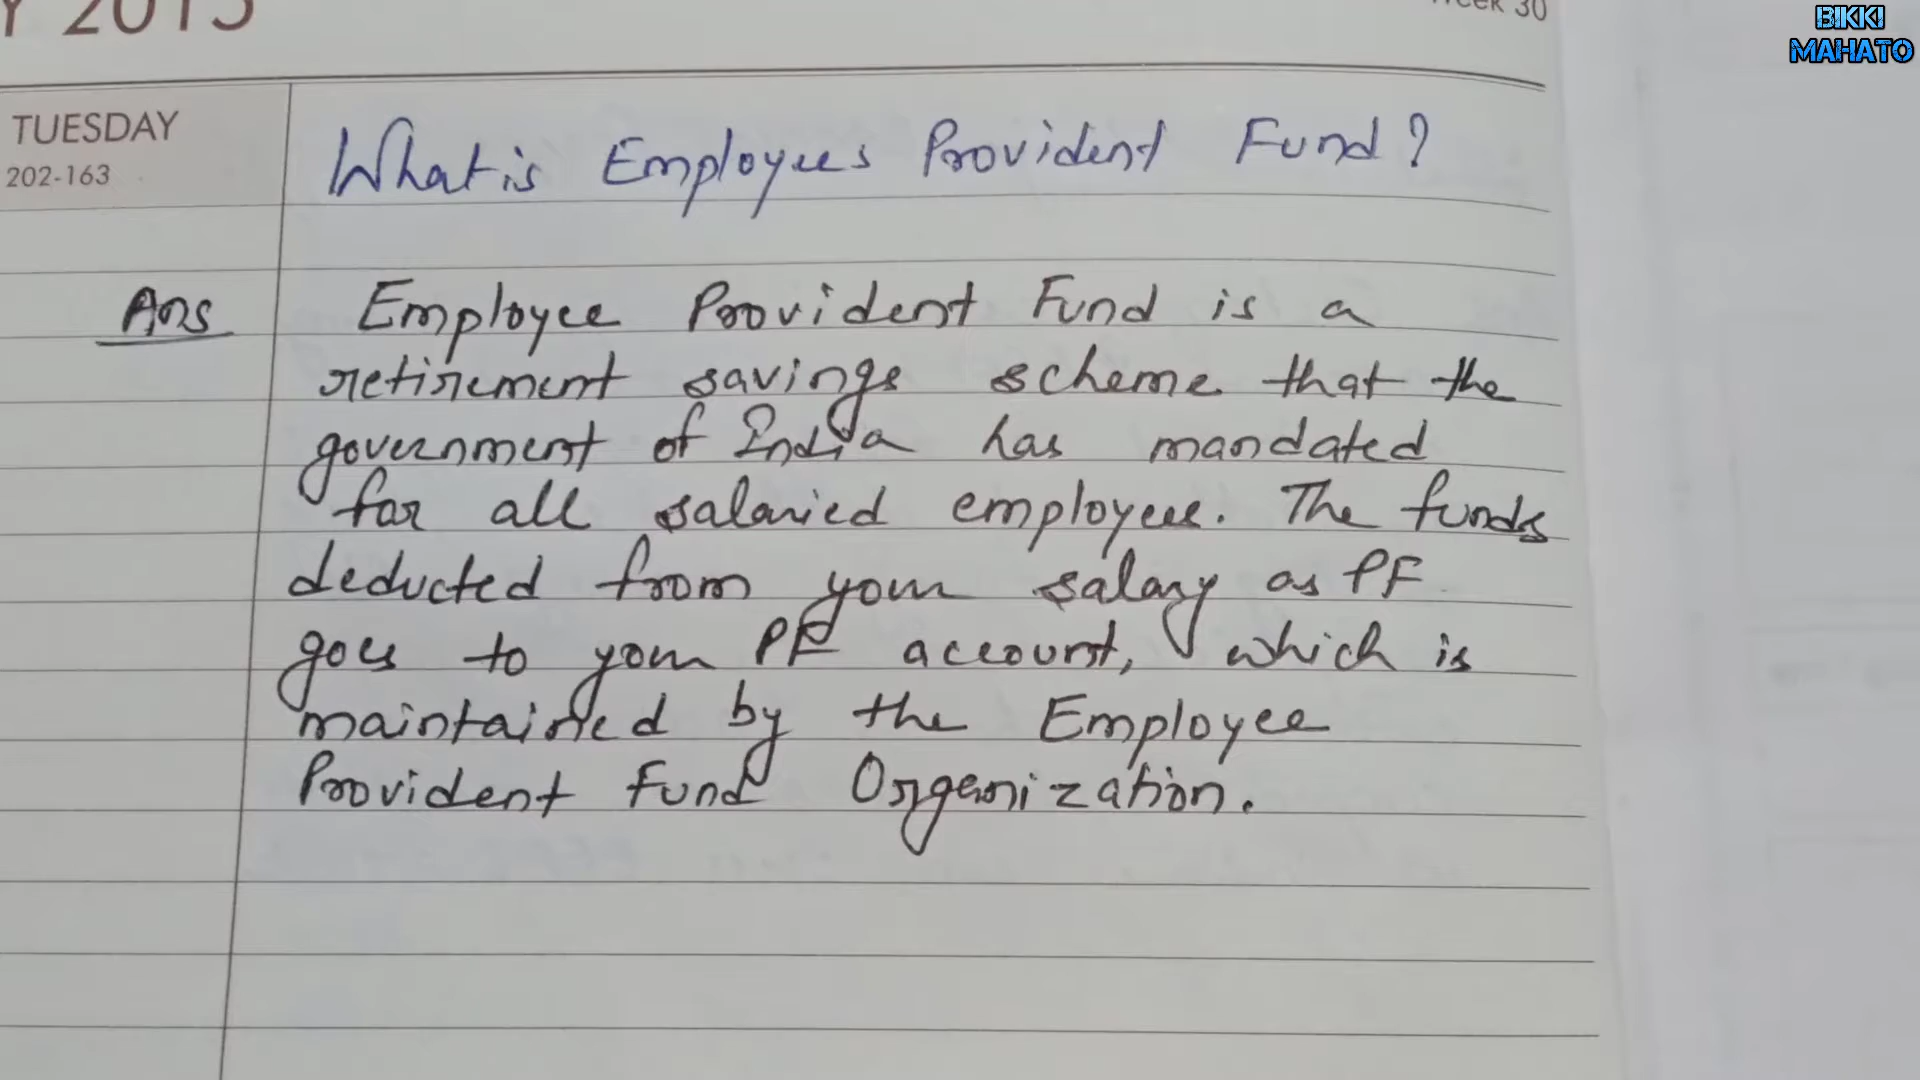 Y 2015
Week 30
BIKKI
MAHATO
TUESDAY
202-163
What is Employees Provident Fund?
Ans Employee Provident Fund is a
retirement savings scheme that the
government of India has mandated
for all salaried employees. The funds
deducted from your salary as PF
goes to your PF account, which is
maintained by the Employee
Provident Fund Organization.